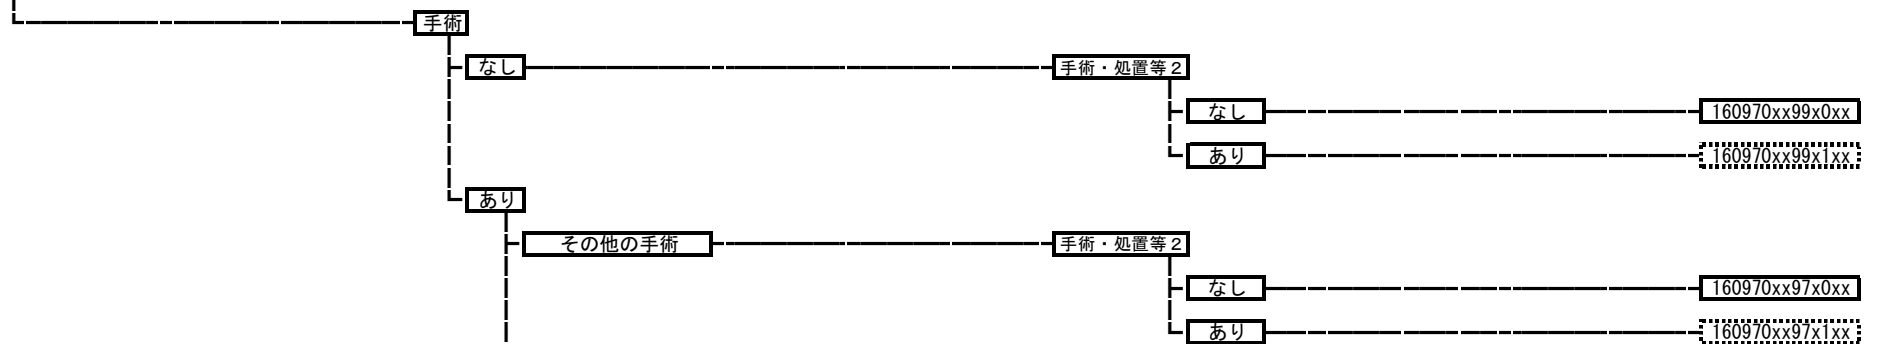 手術
なし
手術・処置等２
なし
160970xx99x0xx
あり
160970xx99x1xx
あり
その他の手術
手術・処置等２
なし
160970xx97x0xx
あり
160970xx97x1xx